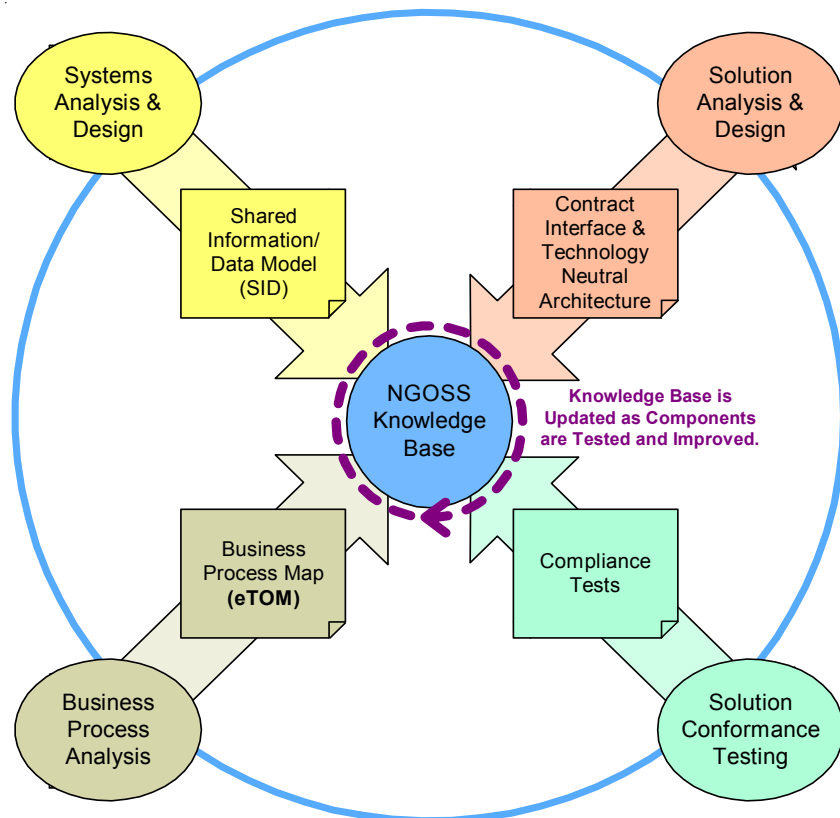 Systems
Analysis &
Design
Solution
Analysis &
Design
Shared
Information/
Data Model
(SID)
Contract
Interface &
Technology
Neutral
Architecture
NGOSS
Knowledge
Base
Knowledge Base is
Updated as Components
are Tested and Improved.
Business
Process Map
(eTOM)
Compliance
Tests
Business
Process
Analysis
Solution
Conformance
Testing